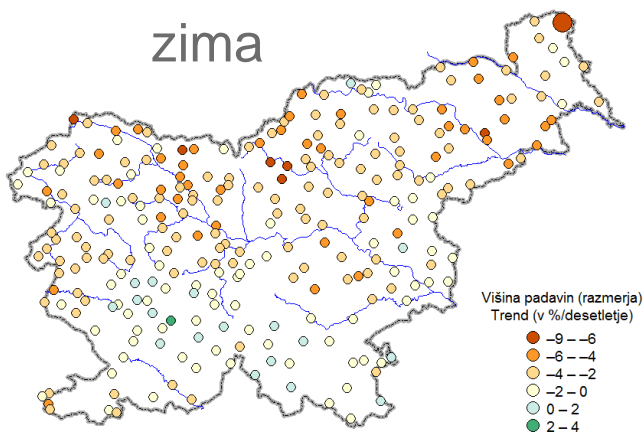 zima
Višina padavin (razmerja)
Trend (v %/desetletje)
–9 – –6
–6 – –4
–4 – –2
–2 – 0
0 – 2
2 – 4